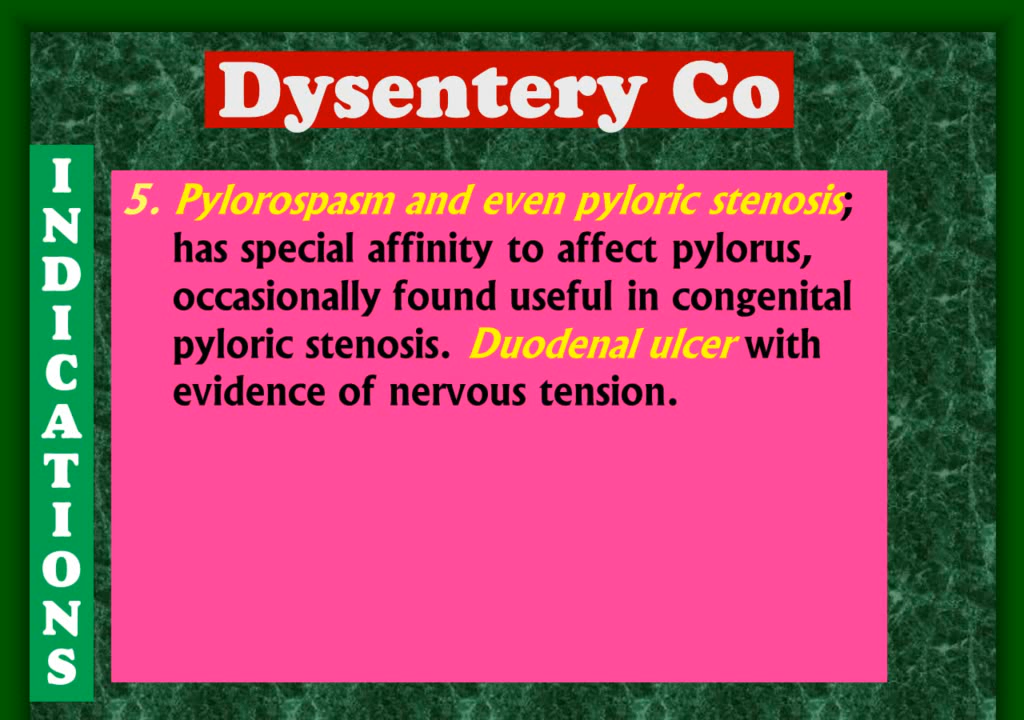 Dysentery Co
INDICATIONS
5. Pylorospasm and even pyloric stenosis;
has special affinity to affect pylorus,
occasionally found useful in congenital
pyloric stenosis. Duodenal ulcer with
evidence of nervous tension.